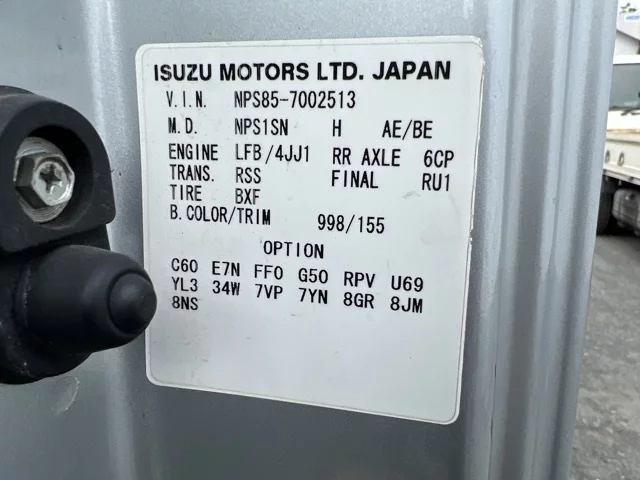 ISUZU MOTORS LTD. JAPAN
V.I.N. NPS85-7002513
M.D. NPS1SN H AE/BE
ENGINE LFB/4JJ1 RR AXLE 6CP
TRANS. RSS FINAL RU1
TIRE BXF
B.COLOR/TRIM 998/155
OPTION
C60 E7N FF0 G50 RPV U69
YL3 34W 7VP 7YN 8GR 8JM
8NS